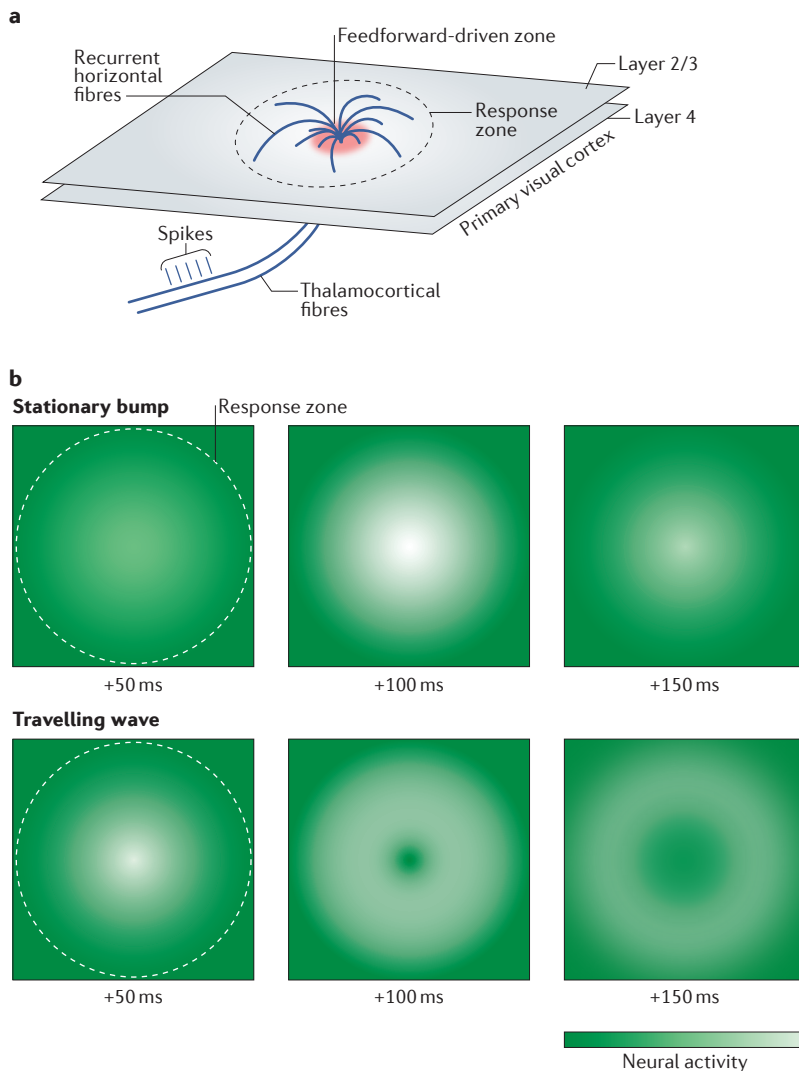 a
Feedforward-driven zone
Recurrent
horizontal
fibres
Layer 2/3
Response
zone
Layer 4
Primary visual cortex
Spikes
Thalamocortical
fibres
b
Stationary bump
Response zone
+50 ms
+100 ms
+150 ms
Travelling wave
+50 ms
+100 ms
+150 ms
Neural activity